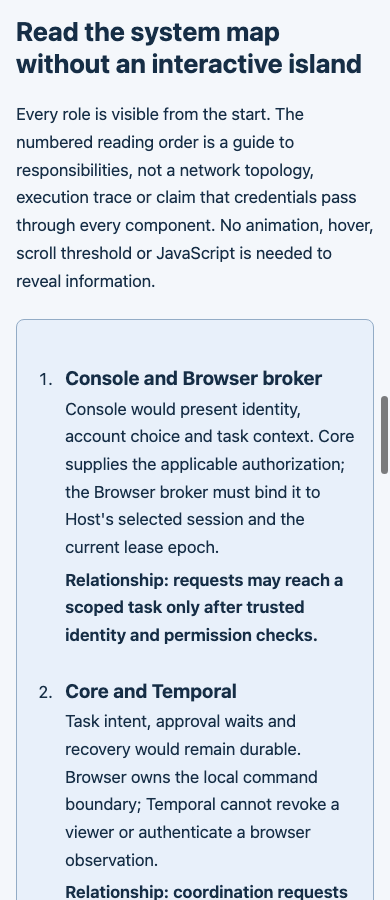 Read the system map
without an interactive island
Every role is visible from the start. The
numbered reading order is a guide to
responsibilities, not a network topology,
execution trace or claim that credentials pass
through every component. No animation, hover,
scroll threshold or JavaScript is needed to
reveal information.
1. Console and Browser broker
Console would present identity,
account choice and task context. Core
supplies the applicable authorization;
the Browser broker must bind it to
Host's selected session and the
current lease epoch.
Relationship: requests may reach a
scoped task only after trusted
identity and permission checks.
2. Core and Temporal
Task intent, approval waits and
recovery would remain durable.
Browser owns the local command
boundary; Temporal cannot revoke a
viewer or authenticate a browser
observation.
Relationship: coordination requests